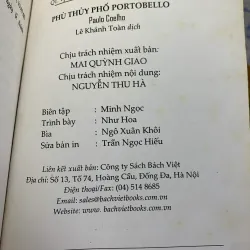 PHÙ THỦY PHỐ PORTOBELLO
Paulo Coelho
Lê Khánh Toàn dịch
Chịu trách nhiệm xuất bản:
MAI QUỲNH GIAO
Chịu trách nhiệm nội dung:
NGUYỄN THU HÀ
Biên tập : Minh Ngọc
Trình bày : Như Hoa
Bìa : Ngô Xuân Khôi
Sửa bản in : Trần Ngọc Hiếu
Liên kết xuất bản: Công ty Sách Bách Việt
Địa chỉ: Số 13, Tổ 74, Hoàng Cầu, Đống Đa, Hà Nội
Điện thoại/Fax: (04) 514 8685
Email: sales@bachvietbooks.com.vn
Website: www.bachvietbooks.com.vn